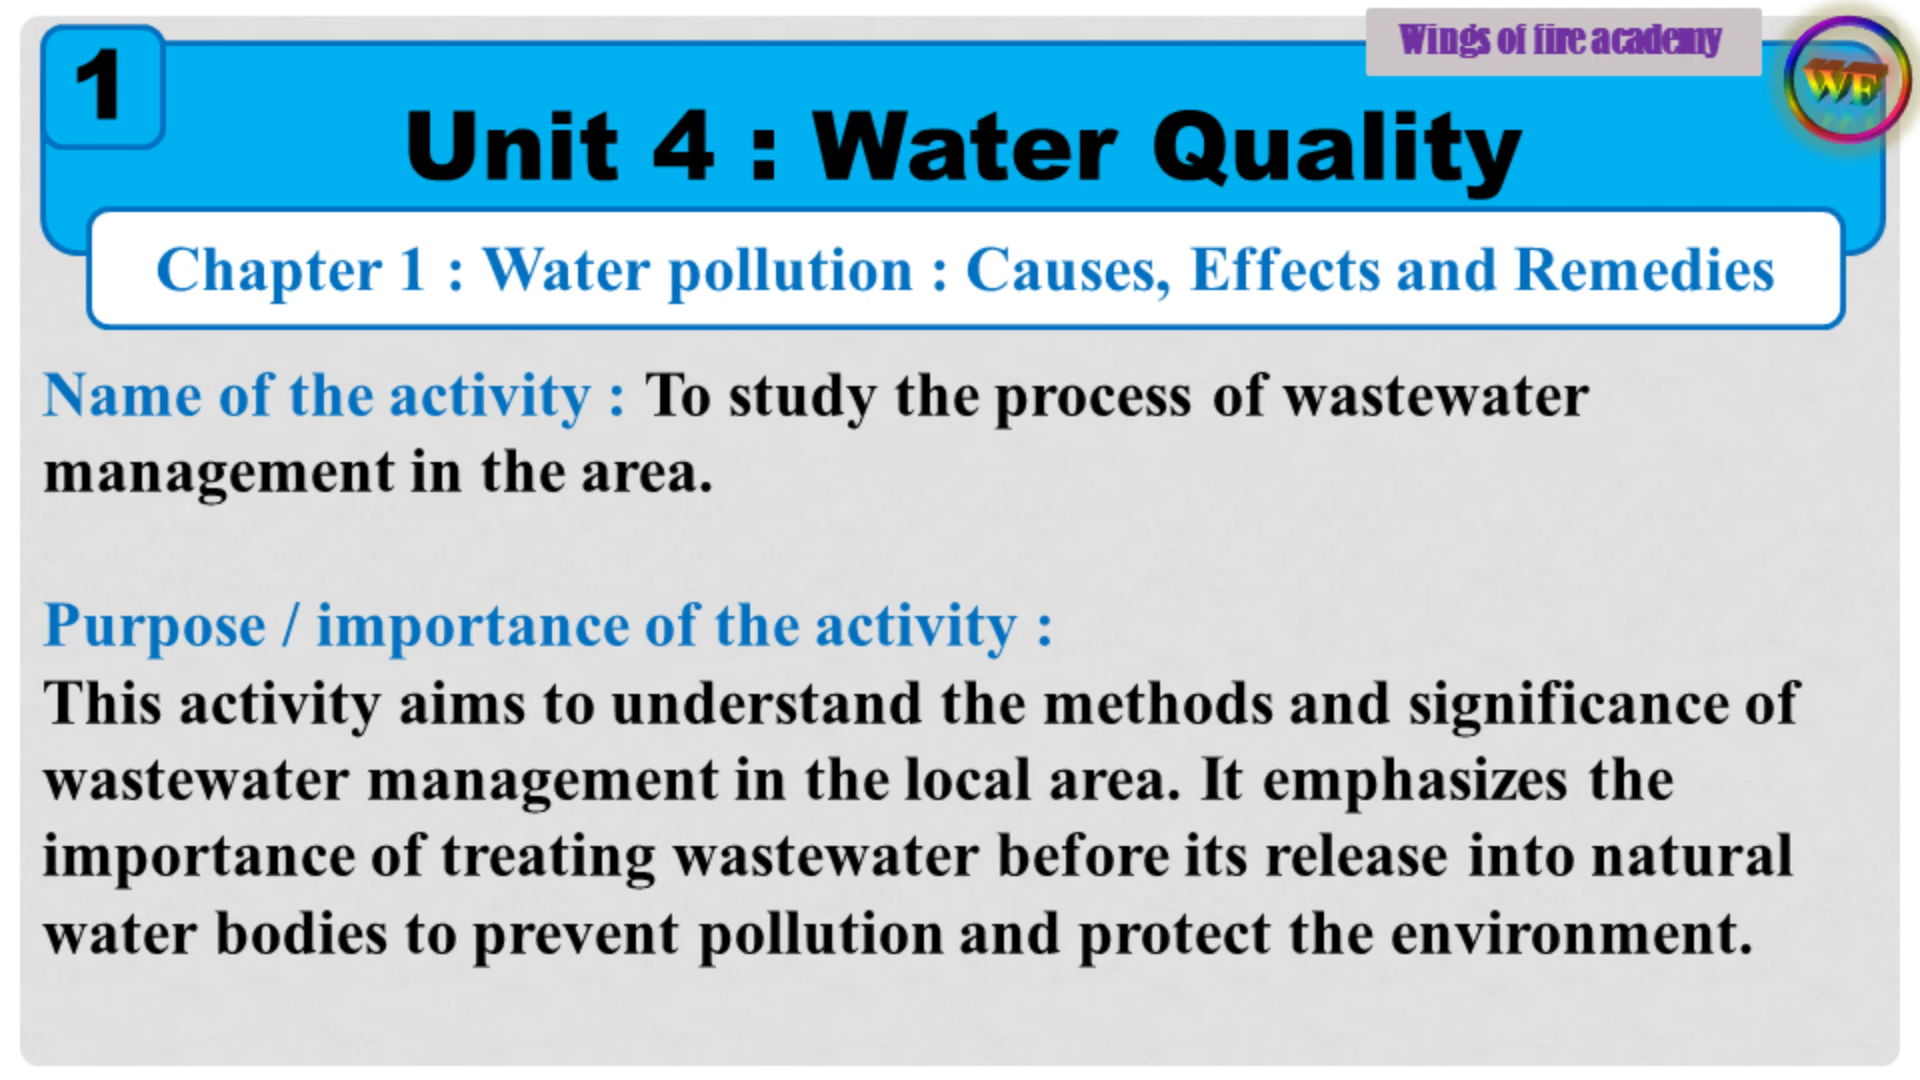 1
Wings of fire academy
WF
Unit 4 : Water Quality
Chapter 1 : Water pollution : Causes, Effects and Remedies
Name of the activity : To study the process of wastewater
management in the area.
Purpose / importance of the activity :
This activity aims to understand the methods and significance of
wastewater management in the local area. It emphasizes the
importance of treating wastewater before its release into natural
water bodies to prevent pollution and protect the environment.